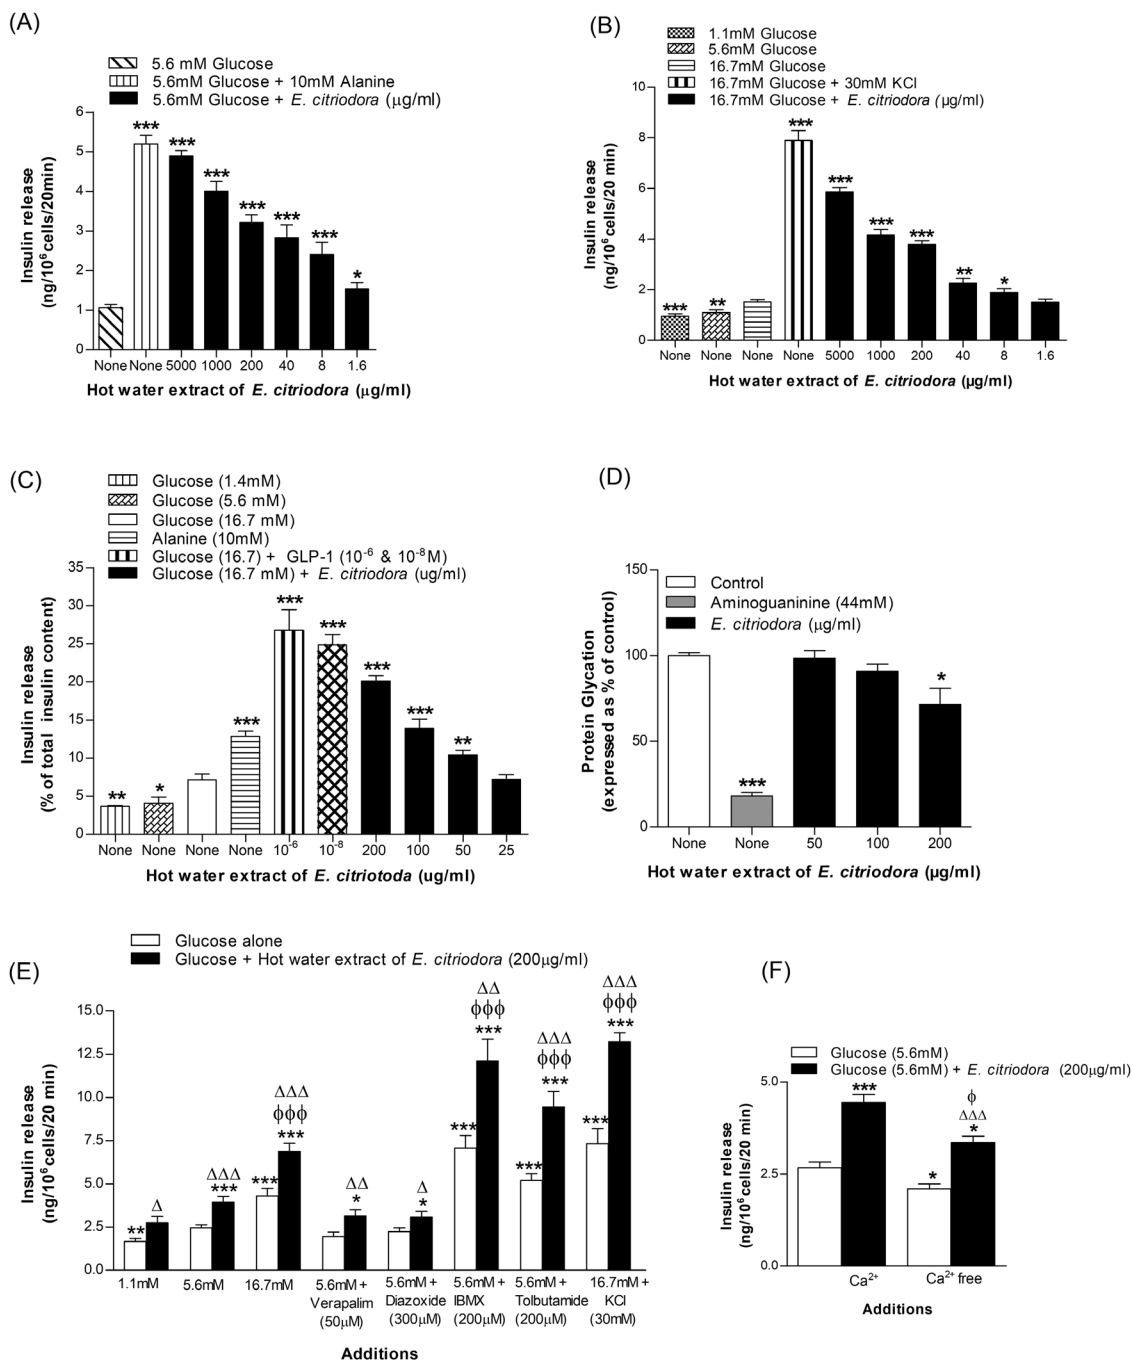 (A)
5.6 mM Glucose
5.6mM Glucose + 10mM Alanine
5.6mM Glucose + E. citriodora (μg/ml)
Insulin release
(ng/10⁶cells/20min)
6
5
4
3
2
1
0
*** *** *** *** *** *** *
None None 5000 1000 200 40 8 1.6
Hot water extract of E. citriodora (μg/ml)
(B)
1.1mM Glucose
5.6mM Glucose
16.7mM Glucose
16.7mM Glucose + 30mM KCl
16.7mM Glucose + E. citriodora (μg/ml)
Insulin release
(ng/10⁶cells/20 min)
10
8
6
4
2
0
*** ** *** *** *** *** ** *
None None None None 5000 1000 200 40 8 1.6
Hot water extract of E. citriodora (μg/ml)
(C)
Glucose (1.4mM)
Glucose (5.6 mM)
Glucose (16.7 mM)
Alanine (10mM)
Glucose (16.7) + GLP-1 (10⁻⁶ & 10⁻⁸M)
Glucose (16.7 mM) + E. citriodora (ug/ml)
Insulin release
(% of total insulin content)
35
30
25
20
15
10
5
0
** * *** *** *** *** *** **
None None None None 10⁻⁶ 10⁻⁸ 200 100 50 25
Hot water extract of E. citriotoda (ug/ml)
(D)
Control
Aminoguaninine (44mM)
E. citriodora (μg/ml)
Protein Glycation
(expressed as % of control)
150
100
50
0
*** *
None None 50 100 200
Hot water extract of E. citriodora (μg/ml)
(E)
Glucose alone
Glucose + Hot water extract of E. citriodora (200μg/ml)
Insulin release
(ng/10⁶cells/20 min)
15.0
12.5
10.0
7.5
5.0
2.5
0.0
** Δ
ΔΔΔ
***
*** ΔΔΔ
ϕϕϕ
***
ΔΔ
*
Δ
*
*** ΔΔ
ϕϕϕ
***
*** ΔΔΔ
ϕϕϕ
***
*** ΔΔΔ
ϕϕϕ
***
1.1mM 5.6mM 16.7mM
5.6mM +
Verapalim
(50μM)
5.6mM +
Diazoxide
(300μM)
5.6mM +
IBMX
(200μM)
5.6mM +
Tolbutamide
(200μM)
16.7mM +
KCl
(30mM)
Additions
(F)
Glucose (5.6mM)
Glucose (5.6mM) + E. citriodora (200μg/ml)
Insulin release
(ng/10⁶cells/20 min)
5.0
2.5
0.0
***
*
ϕ
ΔΔΔ
*
Ca²⁺ Ca²⁺ free
Additions